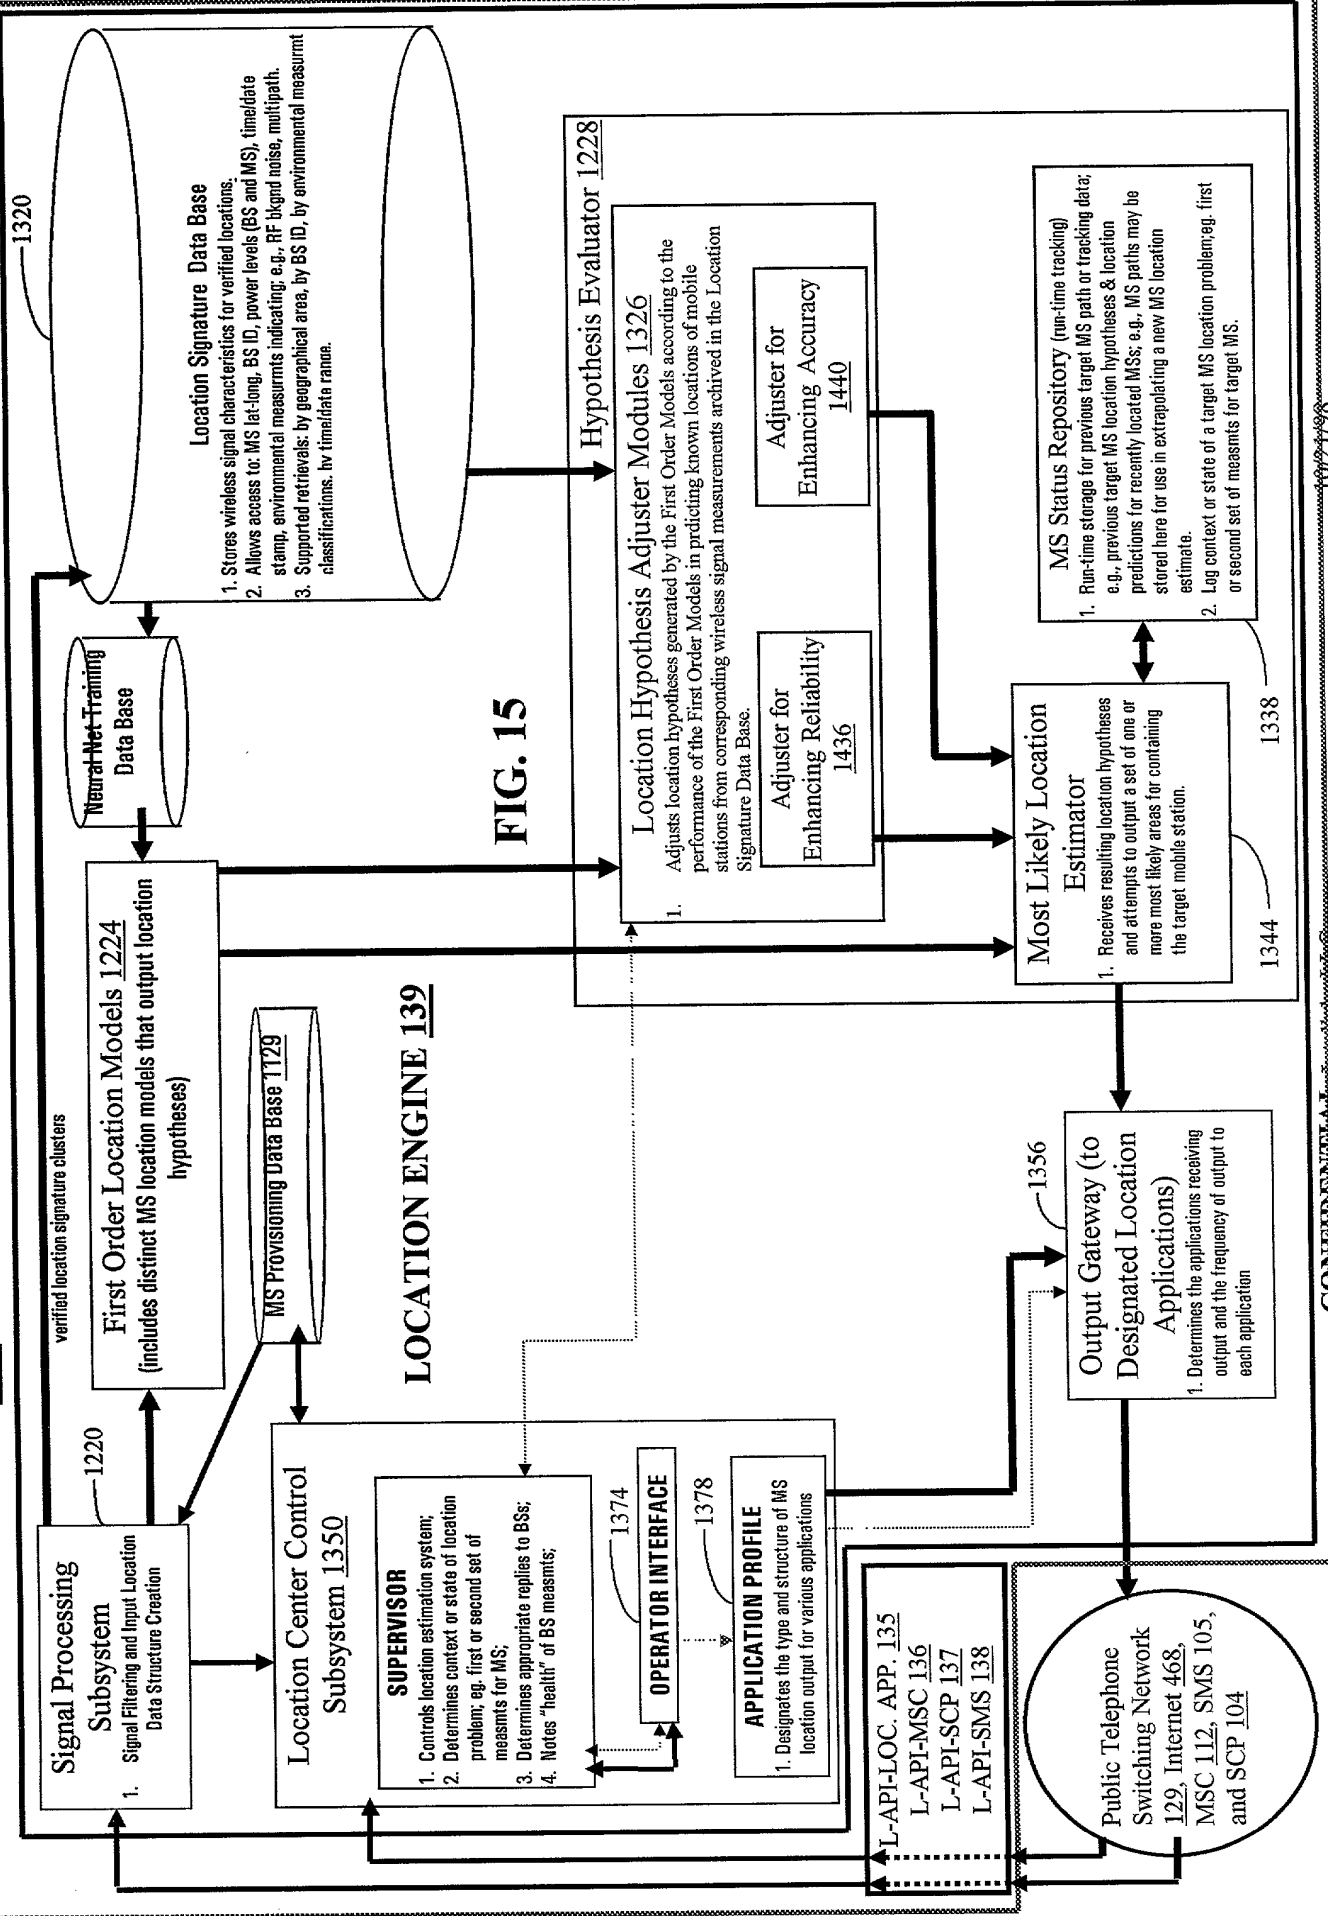 verified location signature clusters
1320
Signal Processing
Subsystem
1. Signal Filtering and Input Location
Data Structure Creation
1220
First Order Location Models 1224
(includes distinct MS location models that output location
hypotheses)
Neural Net Training
Data Base
Location Signature Data Base
1. Stores wireless signal characteristics for verified locations.
2. Allows access to: MS lat-long, BS ID, power levels (BS and MS), time/date
stamp, environmental measurmts indicating; e.g., RF bkgnd noise, multipath.
3. Supported retrievals: by geographical area, by BS ID, by environmental measurmt
classifications. by time/date range.
MS Provisioning Data Base 1129
LOCATION ENGINE 139
FIG. 15
Location Center Control
Subsystem 1350
SUPERVISOR
1. Controls location estimation system;
2. Determines context or state of location
problem; eg. first or second set of
measmts for MS;
3. Determines appropriate replies to BSs;
4. Notes "health" of BS measmts;
1374
OPERATOR INTERFACE
1378
APPLICATION PROFILE
1. Designates the type and structure of MS
location output for various applications
Hypothesis Evaluator 1228
Location Hypothesis Adjuster Modules 1326
1. Adjusts location hypotheses generated by the First Order Models according to the
performance of the First Order Models in prdicting known locations of mobile
stations from corresponding wireless signal measurements archived in the Location
Signature Data Base.
Adjuster for
Enhancing Reliability
1436
Adjuster for
Enhancing Accuracy
1440
Most Likely Location
Estimator
1. Receives resulting location hypotheses
and attempts to output a set of one or
more most likely areas for containing
the target mobile station.
1344
MS Status Repository (run-time tracking)
1. Run-time storage for previous target MS path or tracking data;
e.g., previous target MS location hypotheses & location
predictions for recently located MSs; e.g., MS paths may be
stored here for use in extrapolating a new MS location
estimate.
2. Log context or state of a target MS location problem;eg. first
or second set of measmts for target MS.
1338
1356
Output Gateway (to
Designated Location
Applications)
1. Determines the applications receiving
output and the frequency of output to
each application
L-API-LOC. APP. 135
L-API-MSC 136
L-API-SCP 137
L-API-SMS 138
Public Telephone
Switching Network
129, Internet 468,
MSC 112, SMS 105,
and SCP 104